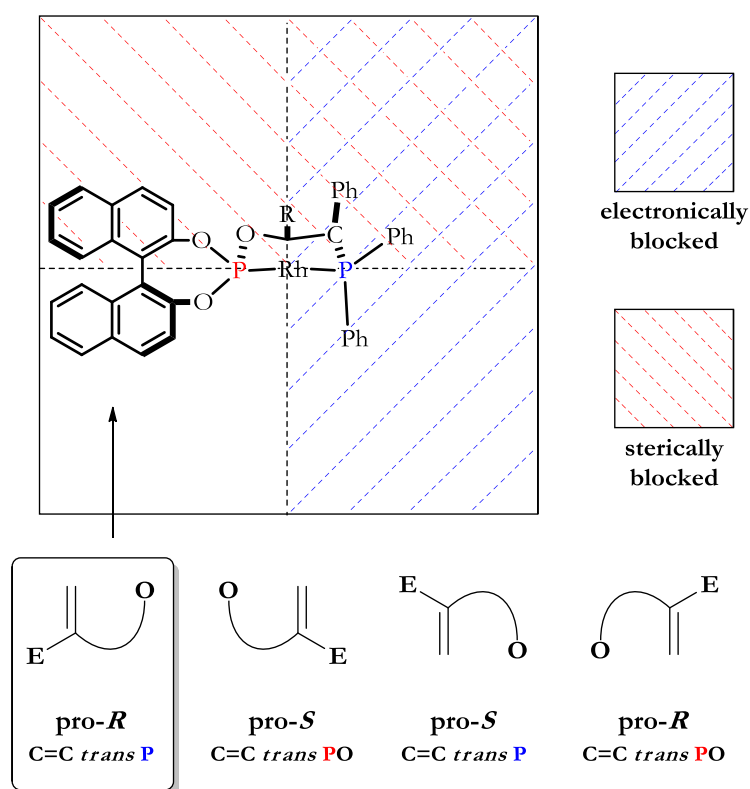 Ph
R
O
C
Ph
O
P
Rh
P
O
Ph
electronically
blocked
sterically
blocked
O
E
O
E
E
O
E
O
pro-R
C=C trans P
pro-S
C=C trans PO
pro-S
C=C trans P
pro-R
C=C trans PO